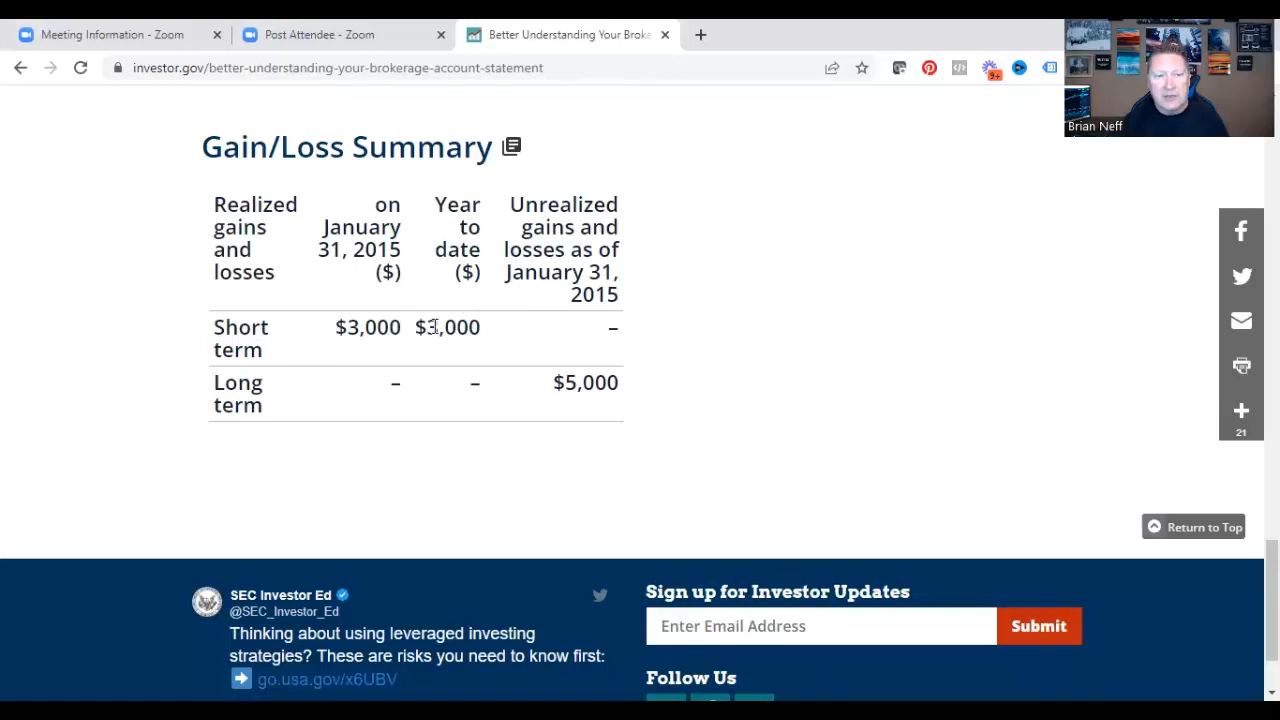 Meeting Information - Zoom
Post Attendee - Zoom
Better Understanding Your Broke
investor.gov/better-understanding-your-brokerage-account-statement
9+
Brian Neff
Gain/Loss Summary
Realized gains and losses
on January 31, 2015 ($)
Year to date ($)
Unrealized gains and losses as of January 31, 2015
Short term $3,000 $3,000 –
Long term – – $5,000
21
Return to Top
SEC Investor Ed
@SEC_Investor_Ed
Thinking about using leveraged investing
strategies? These are risks you need to know first:
go.usa.gov/x6UBV
Sign up for Investor Updates
Enter Email Address
Submit
Follow Us